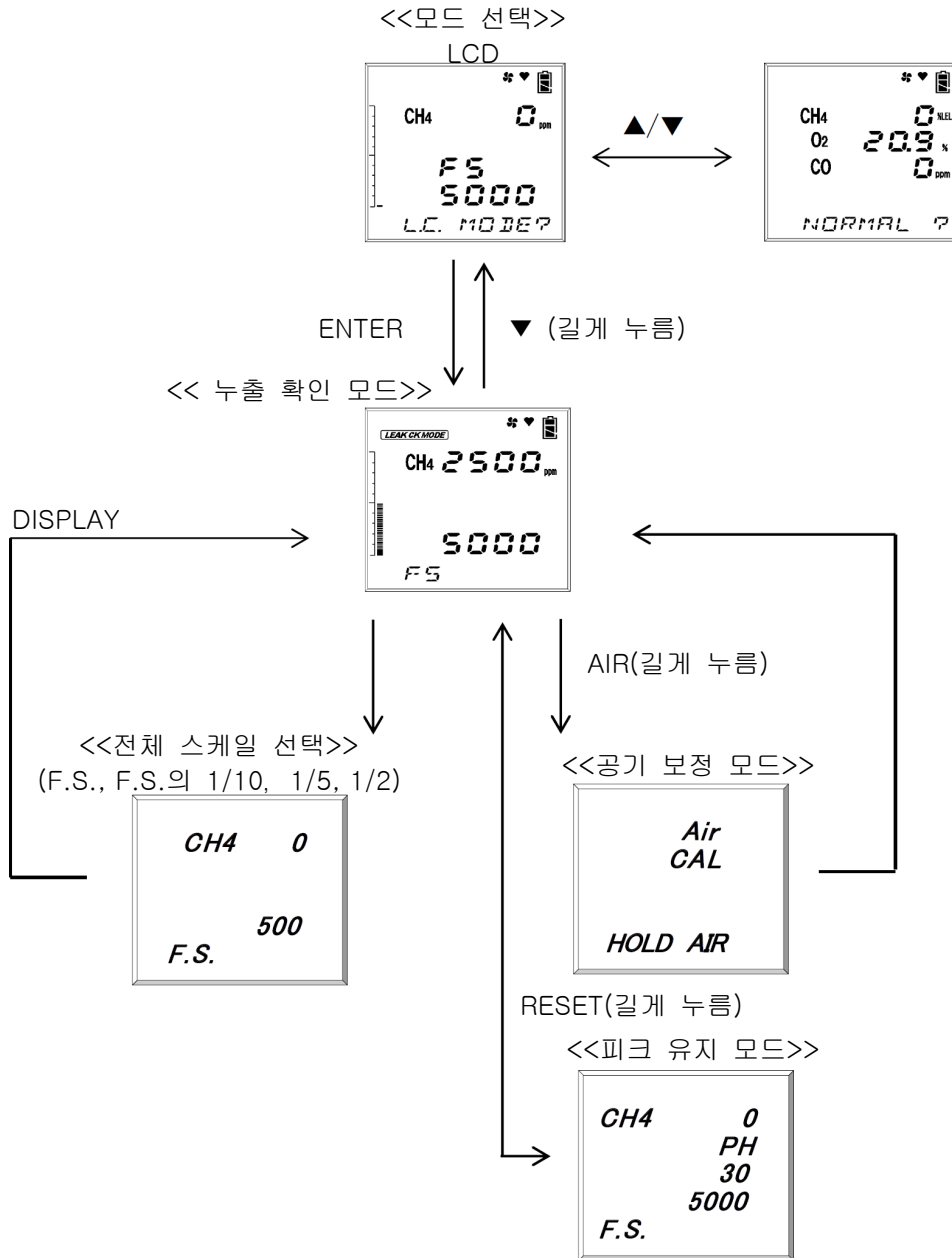 <<모드 선택>>
LCD
CH4 0 ppm
FS
5000
L.C. MODE?
▲/▼
CH4 0 %LEL
O2 20.9 %
CO 0 ppm
NORMAL ?
ENTER
▼ (길게 누름)
<< 누출 확인 모드>>
LEAK CK MODE
CH4 2500 ppm
5000
FS
DISPLAY
AIR(길게 누름)
<<전체 스케일 선택>>
(F.S., F.S.의 1/10, 1/5, 1/2)
CH4 0
500
F.S.
<<공기 보정 모드>>
Air
CAL
HOLD AIR
RESET(길게 누름)
<<피크 유지 모드>>
CH4 0
PH
30
5000
F.S.